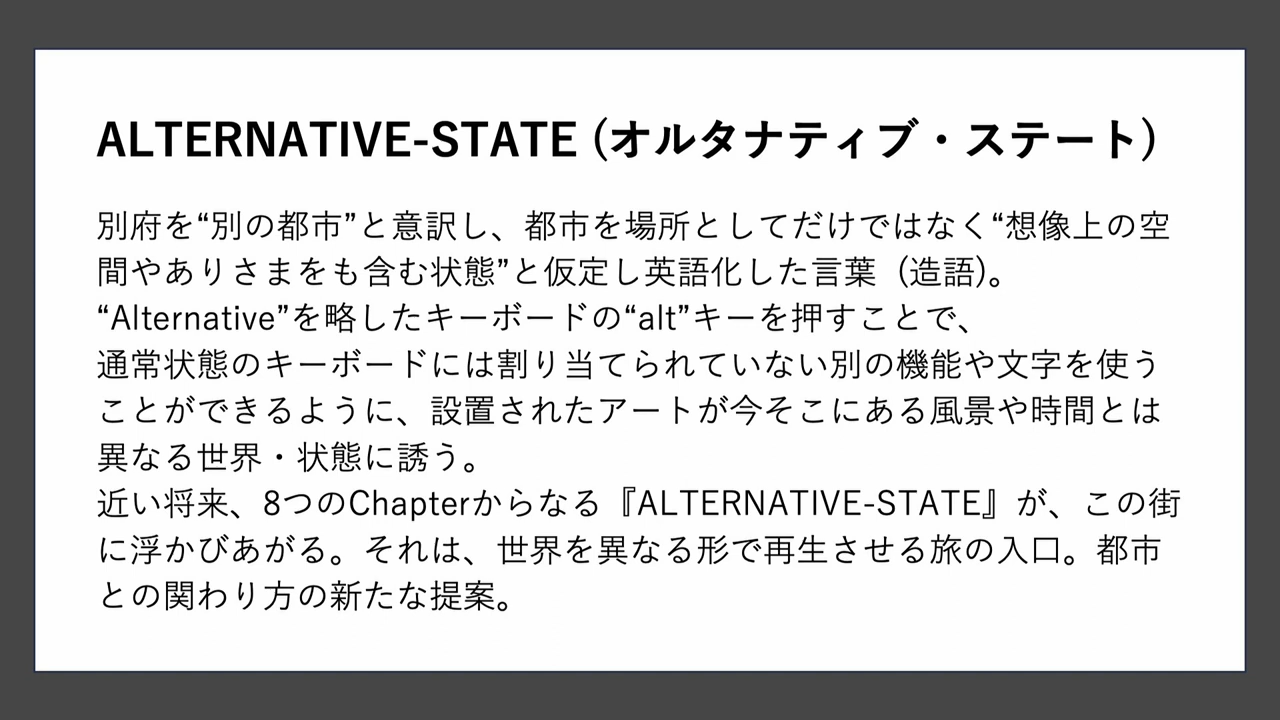 ALTERNATIVE-STATE (オルタナティブ・ステート)
別府を“別の都市”と意訳し、都市を場所としてだけではなく“想像上の空
間やありさまをも含む状態”と仮定し英語化した言葉（造語）。
“Alternative”を略したキーボードの“alt”キーを押すことで、
通常状態のキーボードには割り当てられていない別の機能や文字を使う
ことができるように、設置されたアートが今そこにある風景や時間とは
異なる世界・状態に誘う。
近い将来、8つのChapterからなる『ALTERNATIVE-STATE』が、この街
に浮かびあがる。それは、世界を異なる形で再生させる旅の入口。都市
との関わり方の新たな提案。